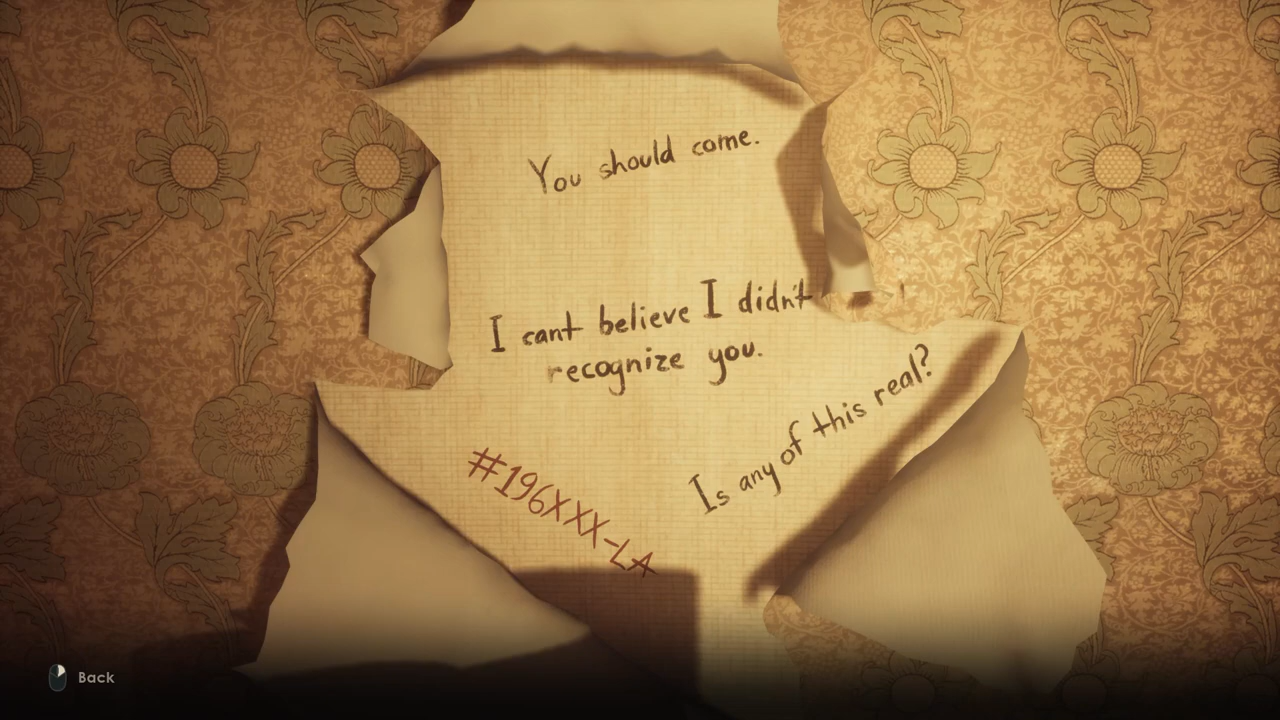 You should come.
I cant believe I didn't
recognize you.
Is any of this real?
#196XXX-LA
Back